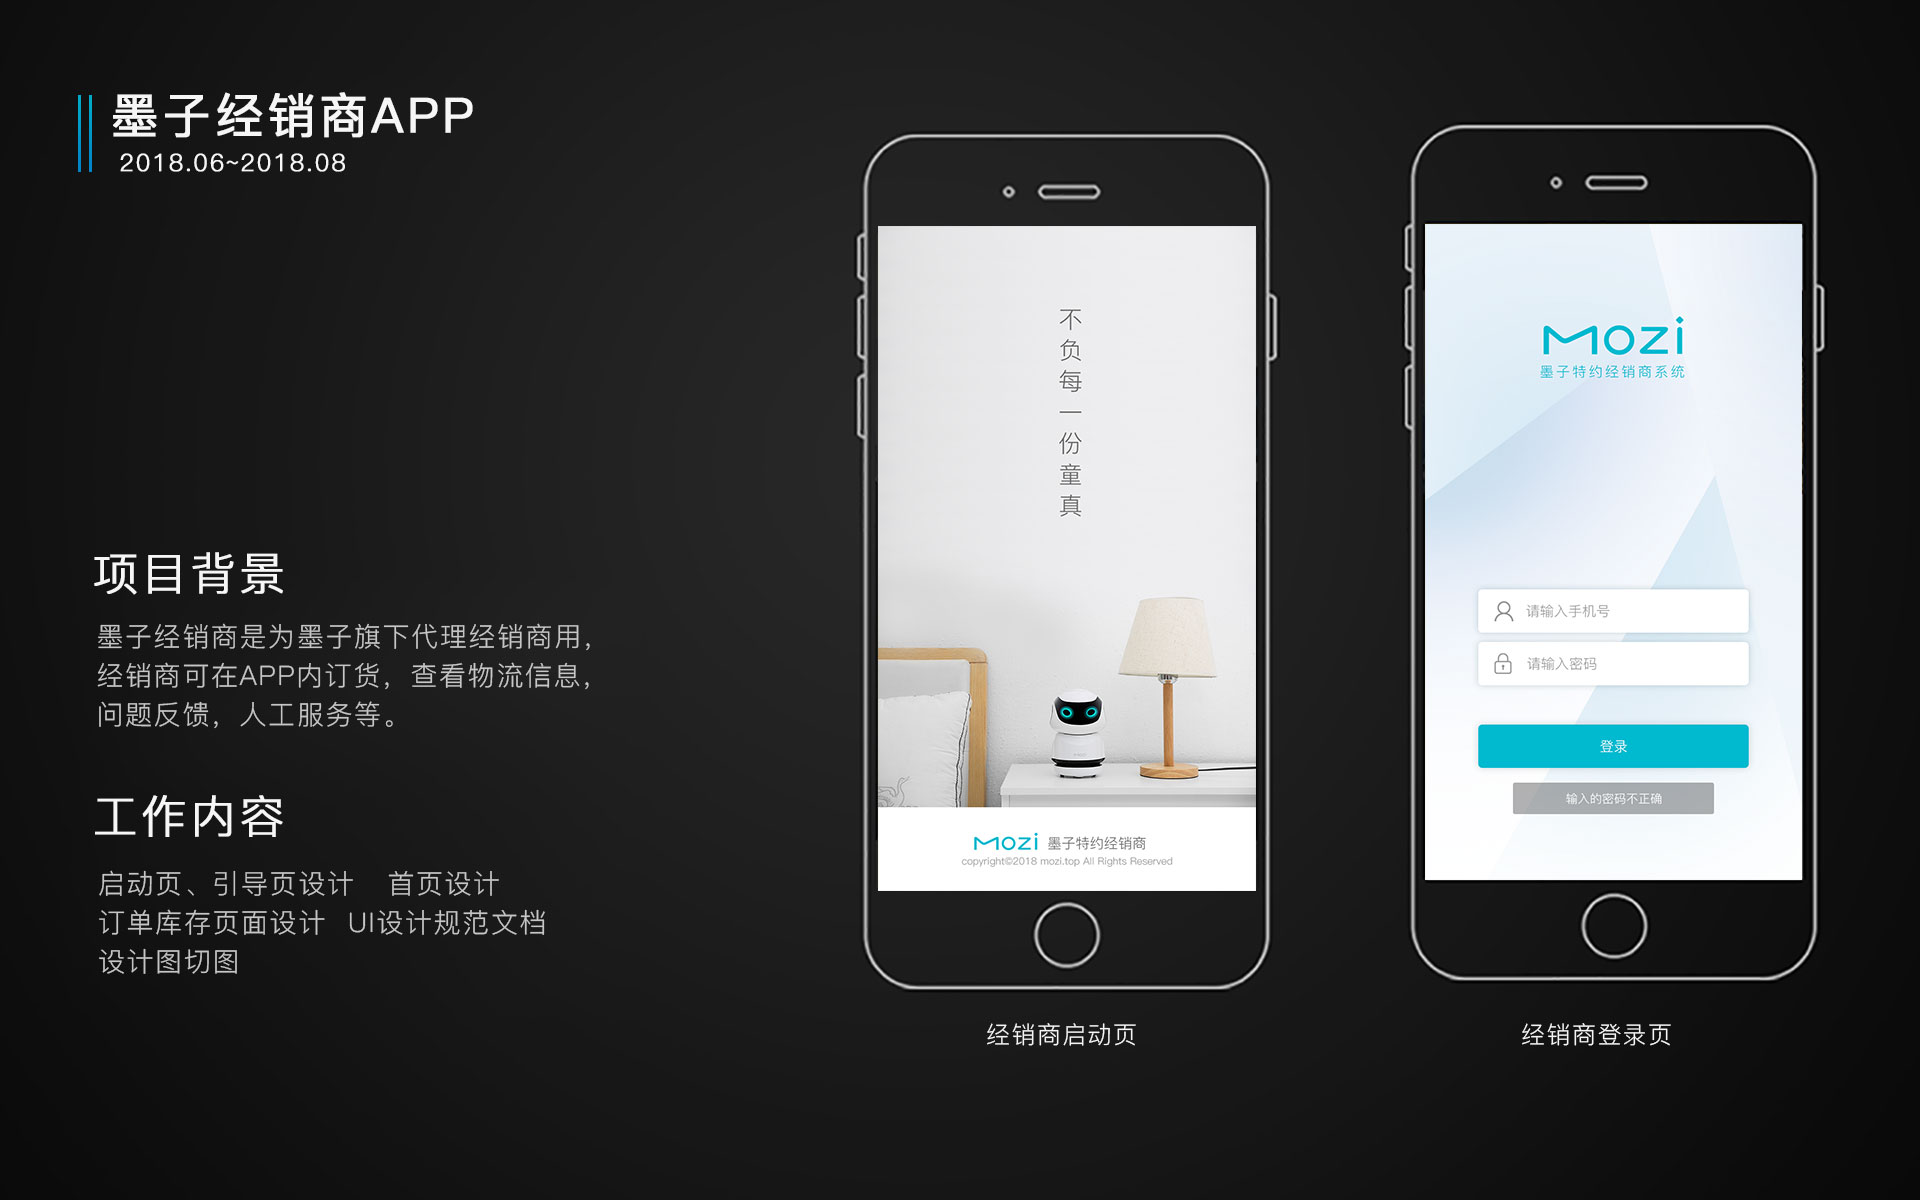 墨子经销商APP
2018.06~2018.08
项目背景
墨子经销商是为墨子旗下代理经销商用，
经销商可在APP内订货，查看物流信息，
问题反馈，人工服务等。
工作内容
启动页、引导页设计 首页设计
订单库存页面设计 UI设计规范文档
设计图切图
不负每一份童真
mozi 墨子特约经销商
copyright©2018 mozi.top All Rights Reserved
经销商启动页
mozi
墨子特约经销商系统
请输入手机号
请输入密码
登录
输入的密码不正确
经销商登录页